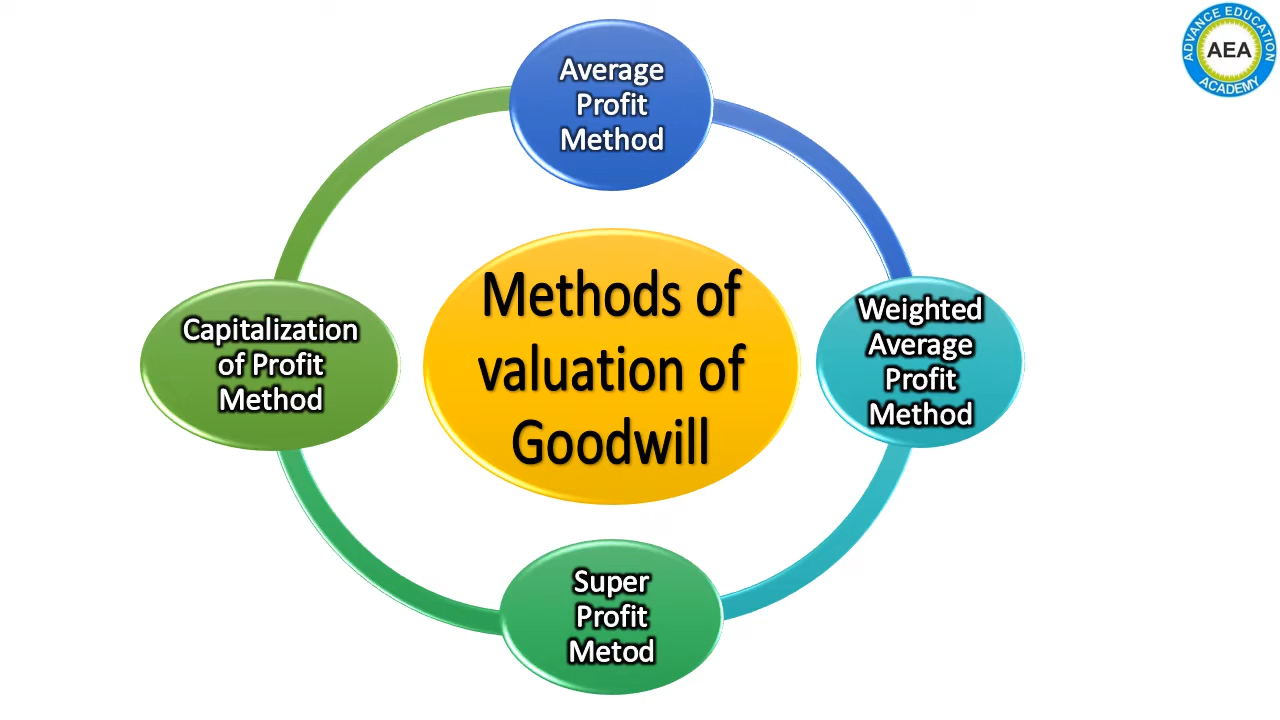 Average
Profit
Method
ADVANCE EDUCATION
AEA
ACADEMY
Methods of
valuation of
Goodwill
Weighted
Average
Profit
Method
Capitalization
of Profit
Method
Super
Profit
Metod